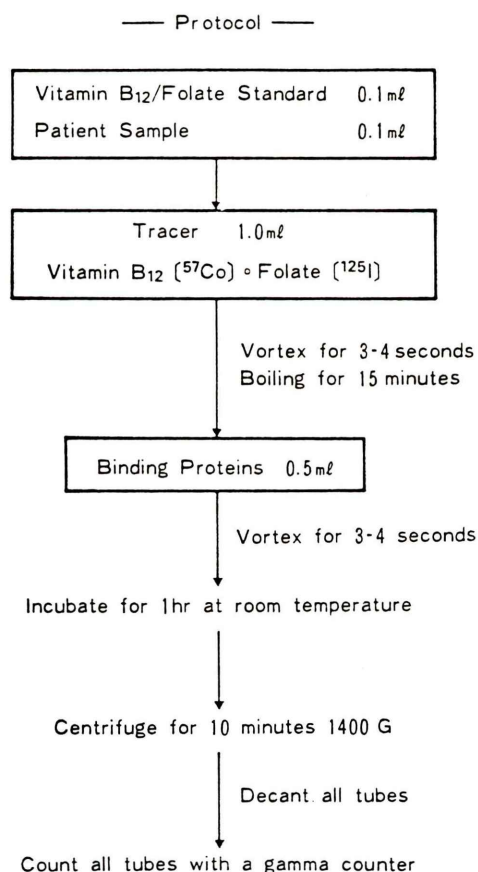 — Protocol —
Vitamin B₁₂/Folate Standard 0.1mℓ
Patient Sample 0.1mℓ
Tracer 1.0mℓ
Vitamin B₁₂ (⁵⁷Co) ∘ Folate (¹²⁵I)
Vortex for 3-4 seconds
Boiling for 15 minutes
Binding Proteins 0.5mℓ
Vortex for 3-4 seconds
Incubate for 1hr at room temperature
Centrifuge for 10 minutes 1400 G
Decant all tubes
Count all tubes with a gamma counter